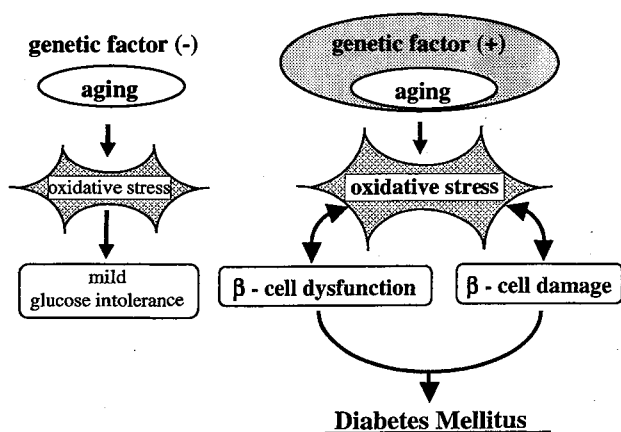 genetic factor (-)
aging
oxidative stress
mild
glucose intolerance
genetic factor (+)
aging
oxidative stress
β - cell dysfunction
β - cell damage
Diabetes Mellitus